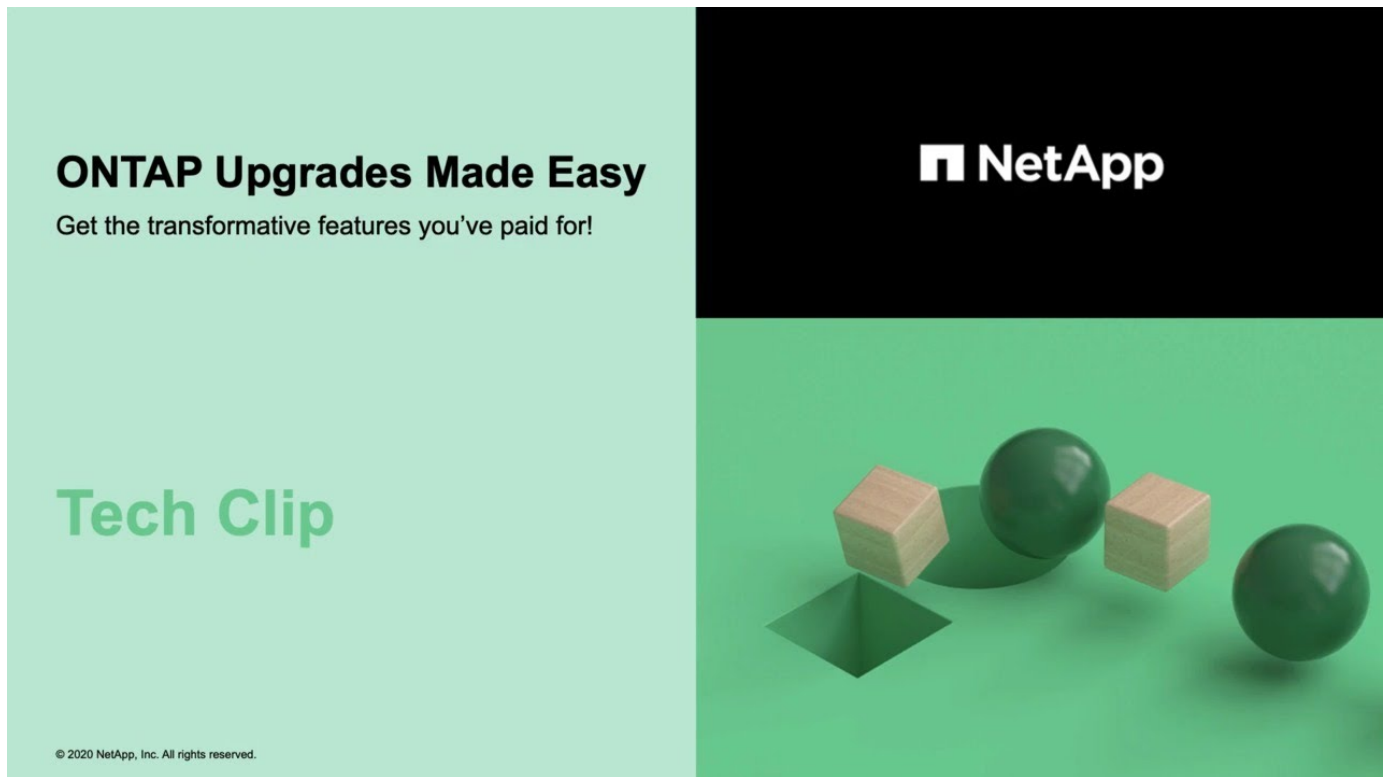 ONTAP Upgrades Made Easy
Get the transformative features you’ve paid for!
NetApp
Tech Clip
© 2020 NetApp, Inc. All rights reserved.